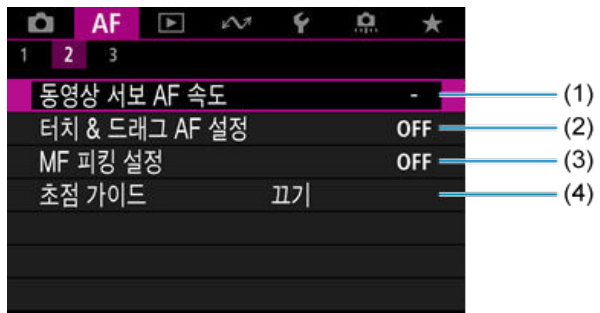 AF
1 2 3
동영상 서보 AF 속도 - (1)
터치 & 드래그 AF 설정 OFF (2)
MF 피킹 설정 OFF (3)
초점 가이드 끄기 (4)